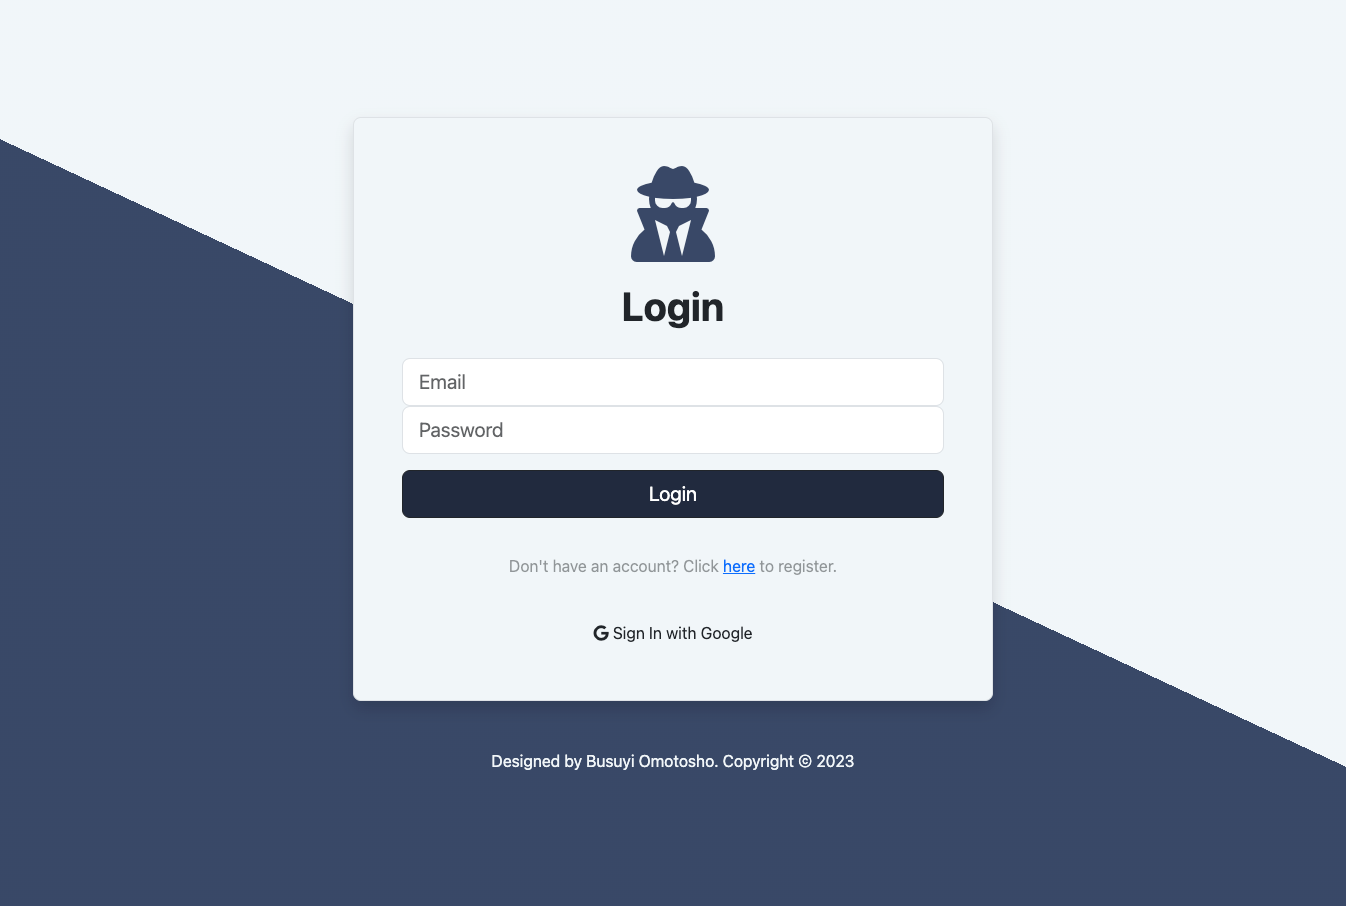 Login
Email
Password
Login
Don't have an account? Click here to register.
Sign In with Google
Designed by Busuyi Omotosho. Copyright © 2023